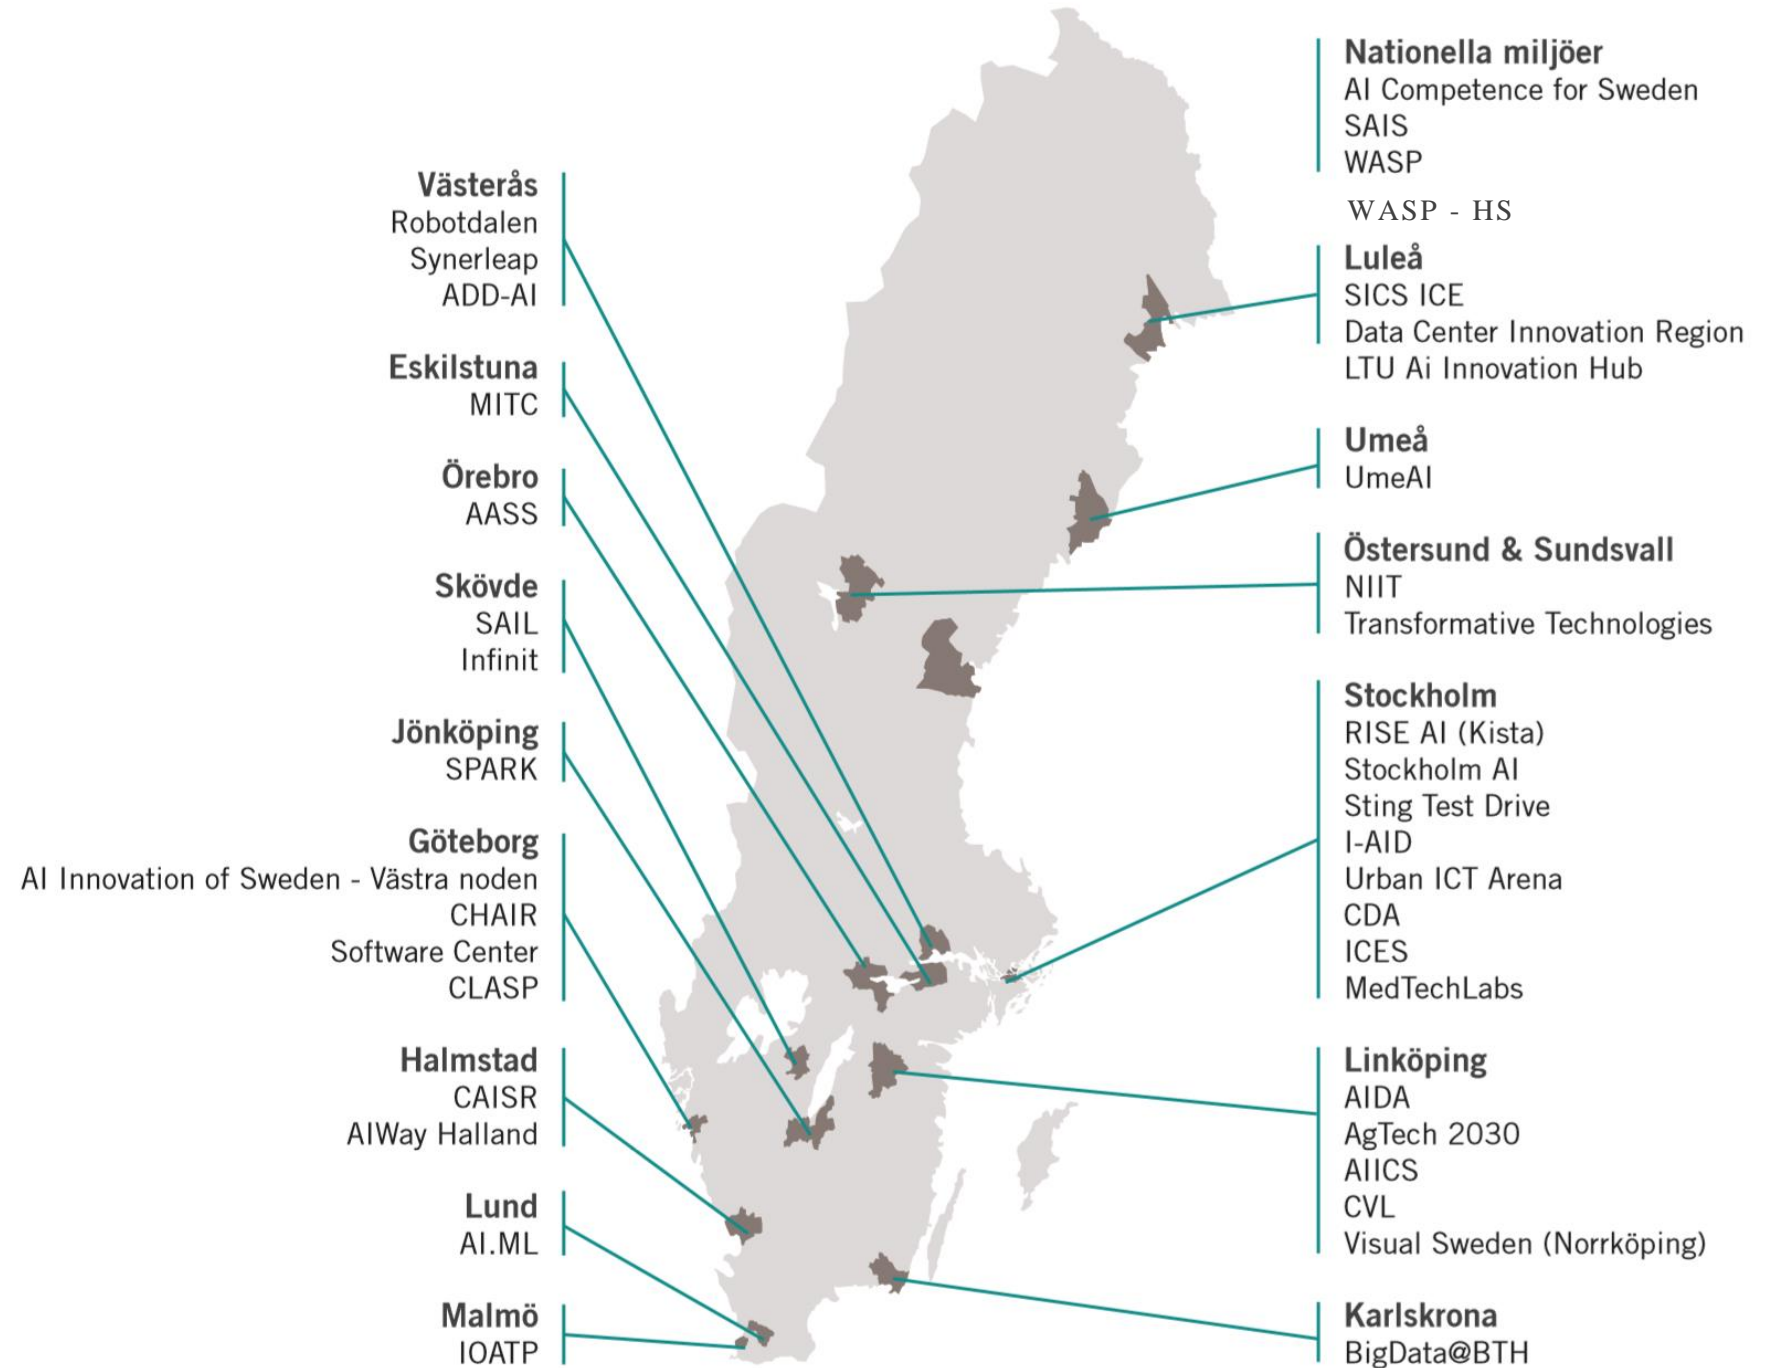 Västerås
Robotdalen
Synerleap
ADD-AI
Eskilstuna
MITC
Örebro
AASS
Skövde
SAIL
Infinit
Jönköping
SPARK
Göteborg
AI Innovation of Sweden - Västra noden
CHAIR
Software Center
CLASP
Halmstad
CAISR
AIWay Halland
Lund
AI.ML
Malmö
IOATP
Nationella miljöer
AI Competence for Sweden
SAIS
WASP
WASP - HS
Luleå
SICS ICE
Data Center Innovation Region
LTU Ai Innovation Hub
Umeå
UmeAI
Östersund & Sundsvall
NIIT
Transformative Technologies
Stockholm
RISE AI (Kista)
Stockholm AI
Sting Test Drive
I-AID
Urban ICT Arena
CDA
ICES
MedTechLabs
Linköping
AIDA
AgTech 2030
AIICS
CVL
Visual Sweden (Norrköping)
Karlskrona
BigData@BTH